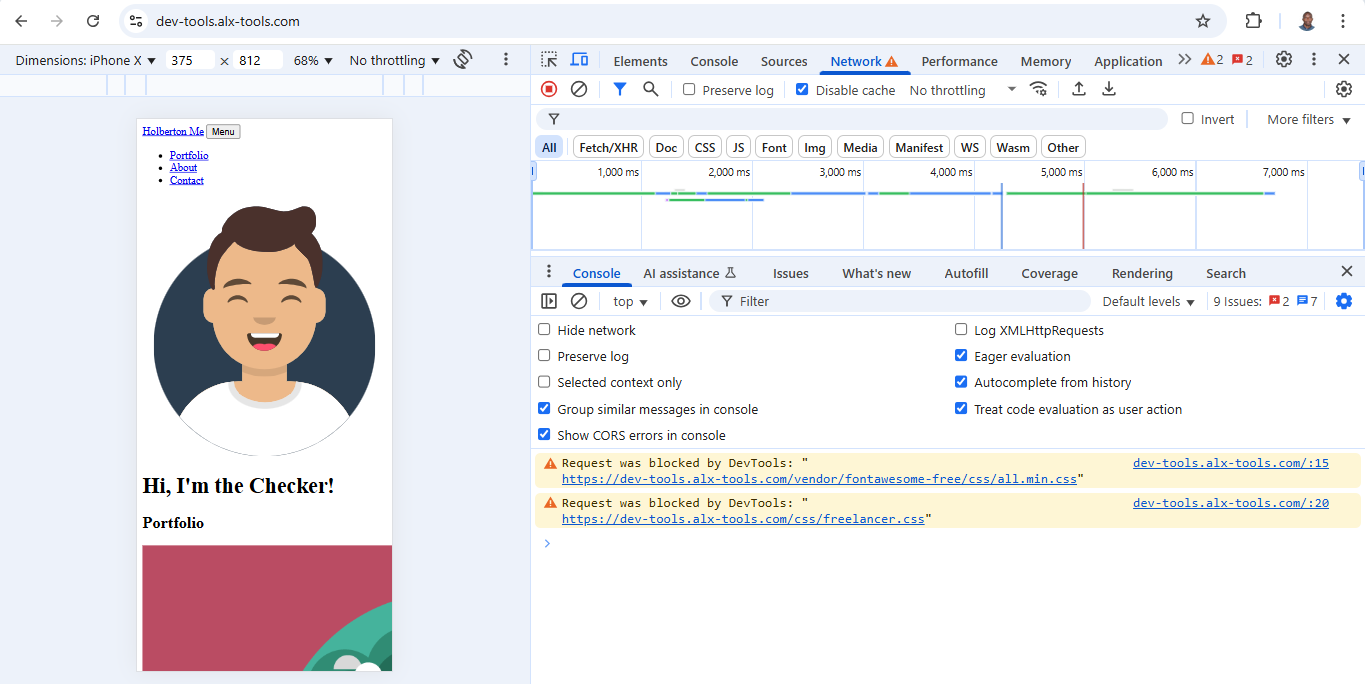 dev-tools.alx-tools.com
Dimensions: iPhone X ▼ 375 × 812 68% ▼ No throttling ▼
Elements Console Sources Network Performance Memory Application 2 2
Preserve log Disable cache No throttling
Invert More filters ▼
All Fetch/XHR Doc CSS JS Font Img Media Manifest WS Wasm Other
1,000 ms 2,000 ms 3,000 ms 4,000 ms 5,000 ms 6,000 ms 7,000 ms
Console AI assistance Issues What's new Autofill Coverage Rendering Search
top ▼ Filter Default levels ▼ 9 Issues: 2 7
Hide network Log XMLHttpRequests
Preserve log Eager evaluation
Selected context only Autocomplete from history
Group similar messages in console Treat code evaluation as user action
Show CORS errors in console
Request was blocked by DevTools: " dev-tools.alx-tools.com/:15
https://dev-tools.alx-tools.com/vendor/fontawesome-free/css/all.min.css"
Request was blocked by DevTools: " dev-tools.alx-tools.com/:20
https://dev-tools.alx-tools.com/css/freelancer.css"
Holberton Me Menu
Portfolio
About
Contact
Hi, I'm the Checker!
Portfolio